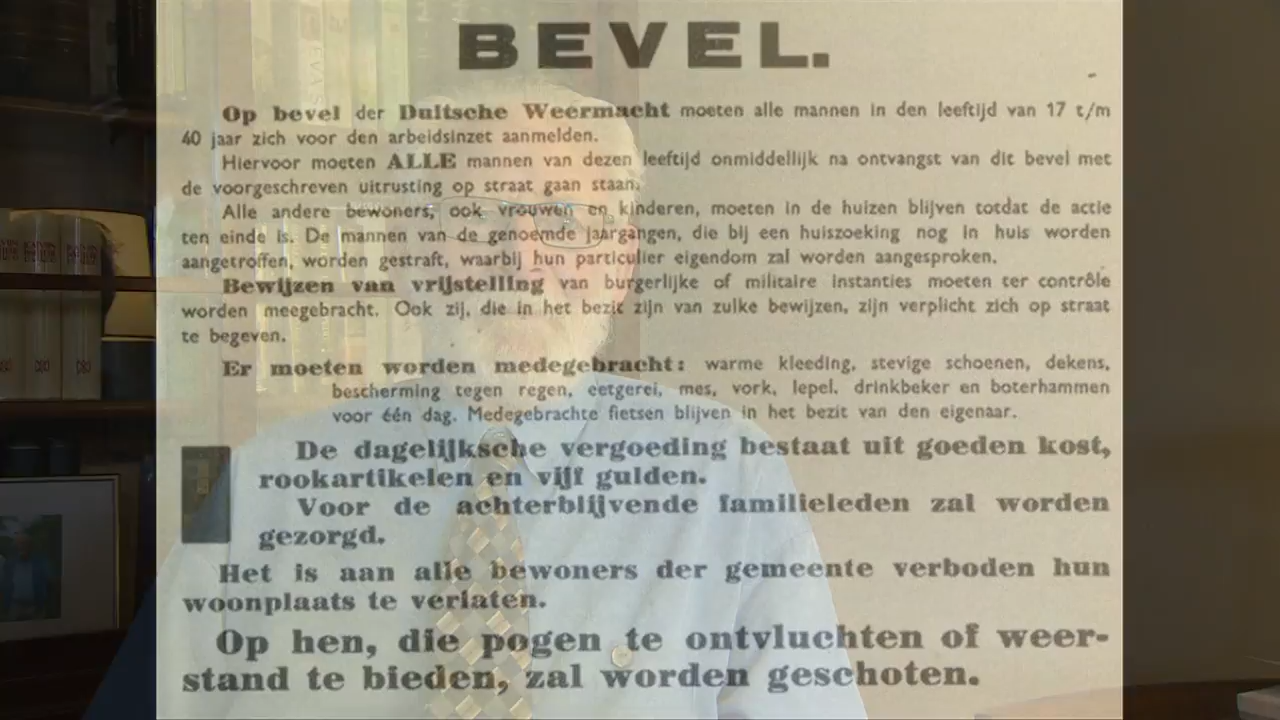 BEVEL.
Op bevel der Duitsche Weermacht moeten alle mannen in den leeftijd van 17 t/m
40 jaar zich voor den arbeidsinzet aanmelden.
Hiervoor moeten ALLE mannen van dezen leeftijd onmiddellijk na ontvangst van dit bevel met
de voorgeschreven uitrusting op straat gaan staan.
Alle andere bewoners, ook vrouwen en kinderen, moeten in de huizen blijven totdat de actie
ten einde is. De mannen van de genoemde jaargangen, die bij een huiszoeking nog in huis worden
aangetroffen, worden gestraft, waarbij hun particulier eigendom zal worden aangesproken.
Bewijzen van vrijstelling van burgerlijke of militaire instanties moeten ter contrôle
worden meegebracht. Ook zij, die in het bezit zijn van zulke bewijzen, zijn verplicht zich op straat
te begeven.
Er moeten worden medegebracht: warme kleeding, stevige schoenen, dekens,
bescherming tegen regen, eetgerei, mes, vork, lepel, drinkbeker en boterhammen
voor één dag. Medegebrachte fietsen blijven in het bezit van den eigenaar.
De dagelijksche vergoeding bestaat uit goeden kost,
rookartikelen en vijf gulden.
Voor de achterblijvende familieleden zal worden
gezorgd.
Het is aan alle bewoners der gemeente verboden hun
woonplaats te verlaten.
Op hen, die pogen te ontvluchten of weer-
stand te bieden, zal worden geschoten.